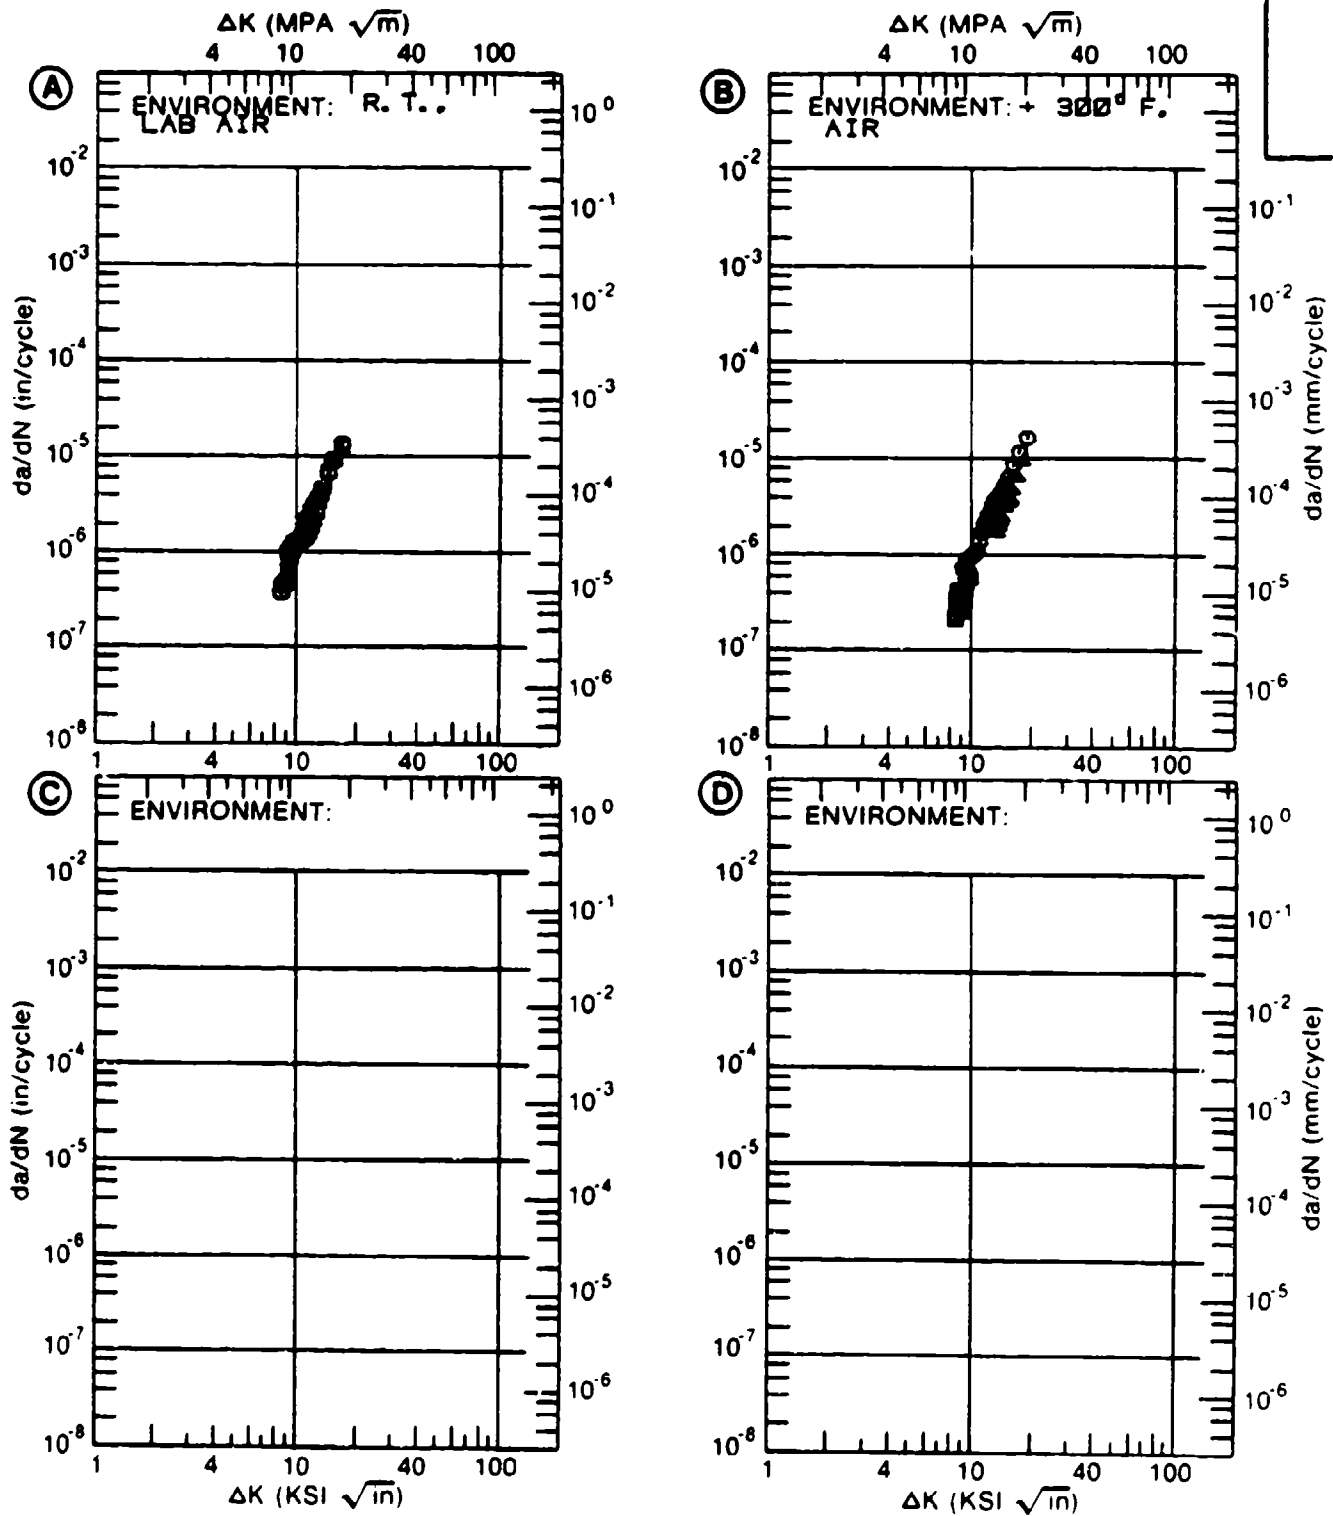 ΔK (MPA √m)
4 10 40 100
A
ENVIRONMENT: R.T.,
LAB AIR
10⁰
10⁻²
10⁻¹
10⁻³
10⁻²
10⁻⁴
10⁻³
10⁻⁵
10⁻⁴
10⁻⁶
10⁻⁵
10⁻⁷
10⁻⁶
10⁻⁸
1 4 10 40 100
da/dN (in/cycle)
ΔK (MPA √m)
4 10 40 100
B
ENVIRONMENT: + 300° F.
AIR
10⁻²
10⁻¹
10⁻³
10⁻²
10⁻⁴
10⁻³
10⁻⁵
10⁻⁴
10⁻⁶
10⁻⁵
10⁻⁷
10⁻⁶
10⁻⁸
1 4 10 40 100
da/dN (mm/cycle)
C
ENVIRONMENT:
10⁰
10⁻²
10⁻¹
10⁻³
10⁻²
10⁻⁴
10⁻³
10⁻⁵
10⁻⁴
10⁻⁶
10⁻⁵
10⁻⁷
10⁻⁶
10⁻⁸
1 4 10 40 100
ΔK (KSI √in)
da/dN (in/cycle)
D
ENVIRONMENT:
10⁰
10⁻²
10⁻¹
10⁻³
10⁻²
10⁻⁴
10⁻³
10⁻⁵
10⁻⁴
10⁻⁶
10⁻⁵
10⁻⁷
10⁻⁶
10⁻⁸
1 4 10 40 100
ΔK (KSI √in)
da/dN (mm/cycle)